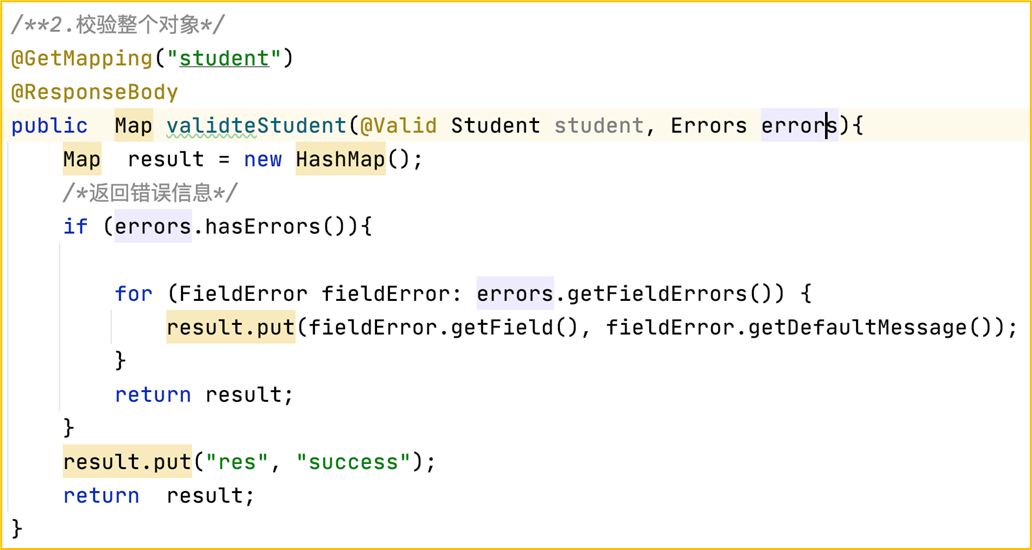 /**2.校验整个对象*/
@GetMapping("student")
@ResponseBody
public  Map validteStudent(@Valid Student student, Errors errors){
    Map  result = new HashMap();
    /*返回错误信息*/
    if (errors.hasErrors()){
        for (FieldError fieldError: errors.getFieldErrors()) {
            result.put(fieldError.getField(), fieldError.getDefaultMessage());
        }
        return result;
    }
    result.put("res", "success");
    return  result;
}